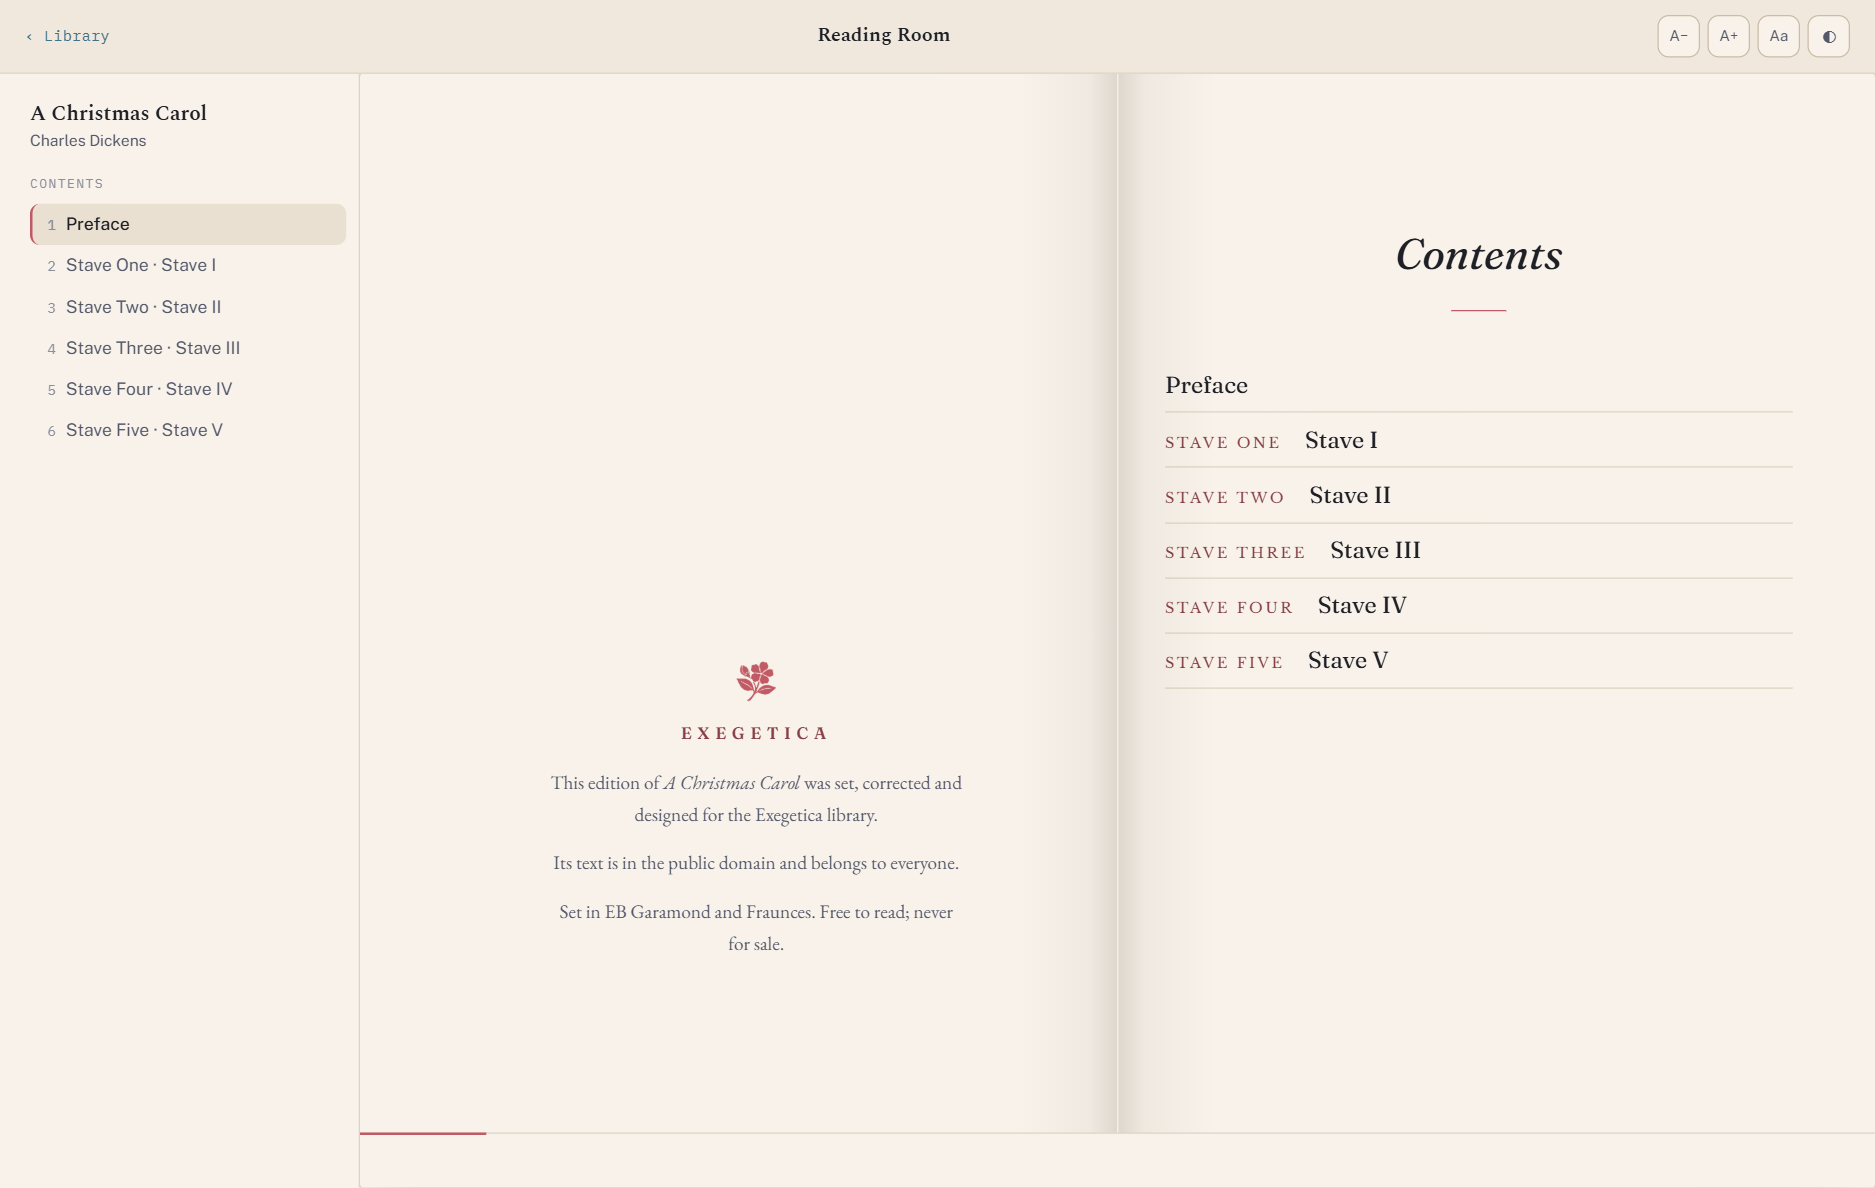 ‹ Library
Reading Room
A−
A+
Aa
A Christmas Carol
Charles Dickens
CONTENTS
1 Preface
2 Stave One · Stave I
3 Stave Two · Stave II
4 Stave Three · Stave III
5 Stave Four · Stave IV
6 Stave Five · Stave V
EXEGETICA
This edition of A Christmas Carol was set, corrected and
designed for the Exegetica library.
Its text is in the public domain and belongs to everyone.
Set in EB Garamond and Fraunces. Free to read; never
for sale.
Contents
Preface
STAVE ONE Stave I
STAVE TWO Stave II
STAVE THREE Stave III
STAVE FOUR Stave IV
STAVE FIVE Stave V